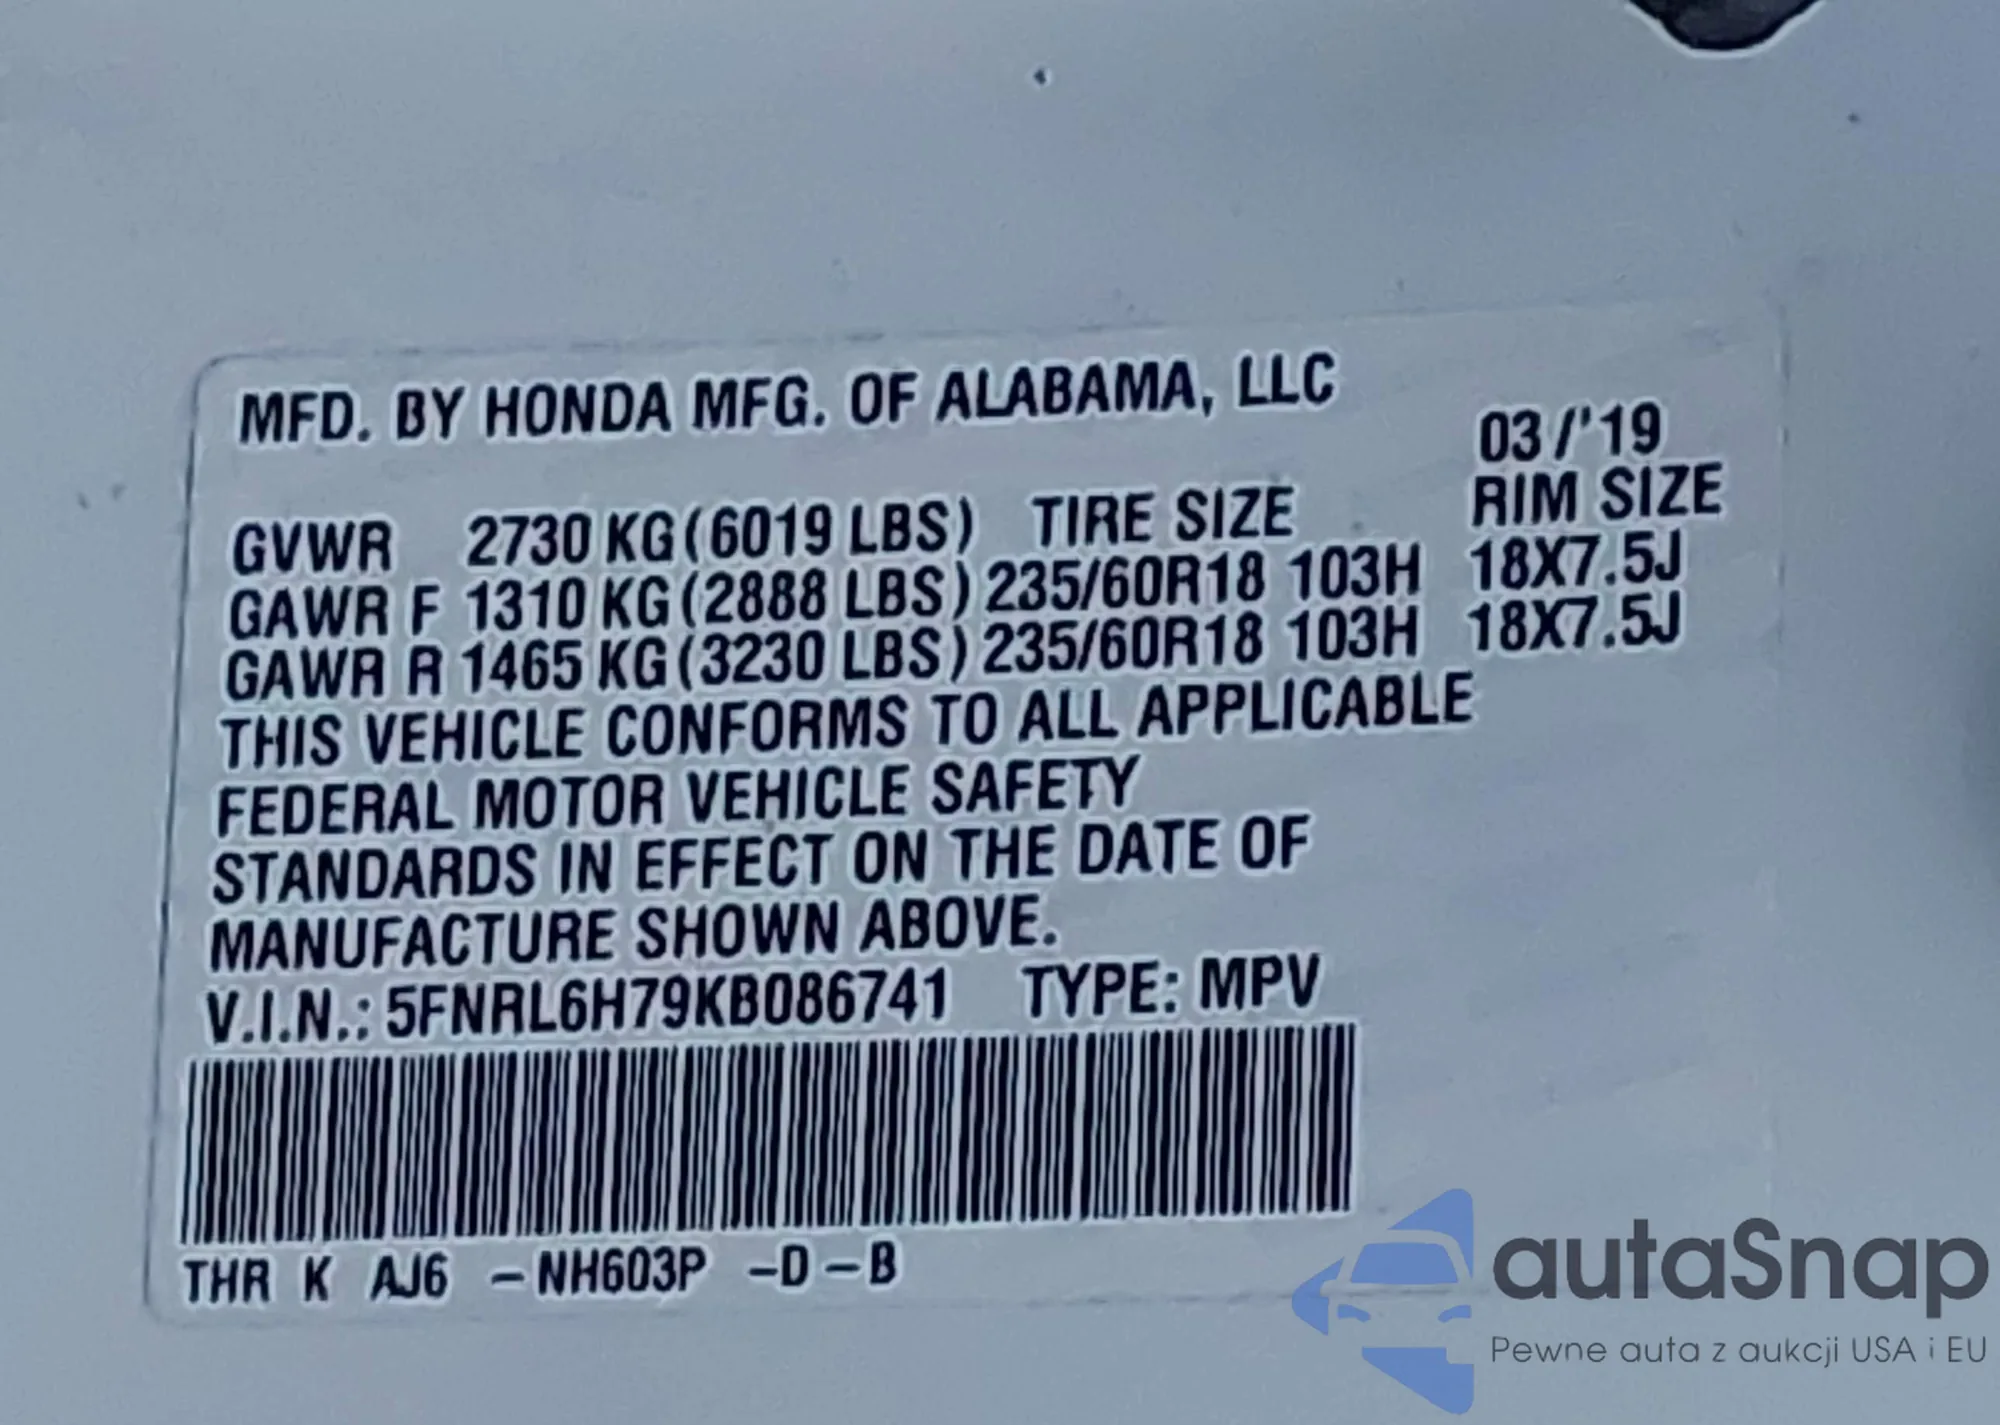 MFD. BY HONDA MFG. OF ALABAMA, LLC
03/'19
GVWR 2730 KG (6019 LBS) TIRE SIZE RIM SIZE
GAWR F 1310 KG (2888 LBS) 235/60R18 103H 18X7.5J
GAWR R 1465 KG (3230 LBS) 235/60R18 103H 18X7.5J
THIS VEHICLE CONFORMS TO ALL APPLICABLE
FEDERAL MOTOR VEHICLE SAFETY
STANDARDS IN EFFECT ON THE DATE OF
MANUFACTURE SHOWN ABOVE.
V.I.N.: 5FNRL6H79KB086741 TYPE: MPV
THR K AJ6 -NH603P -D-B
autaSnap
Pewne auta z aukcji USA i EU